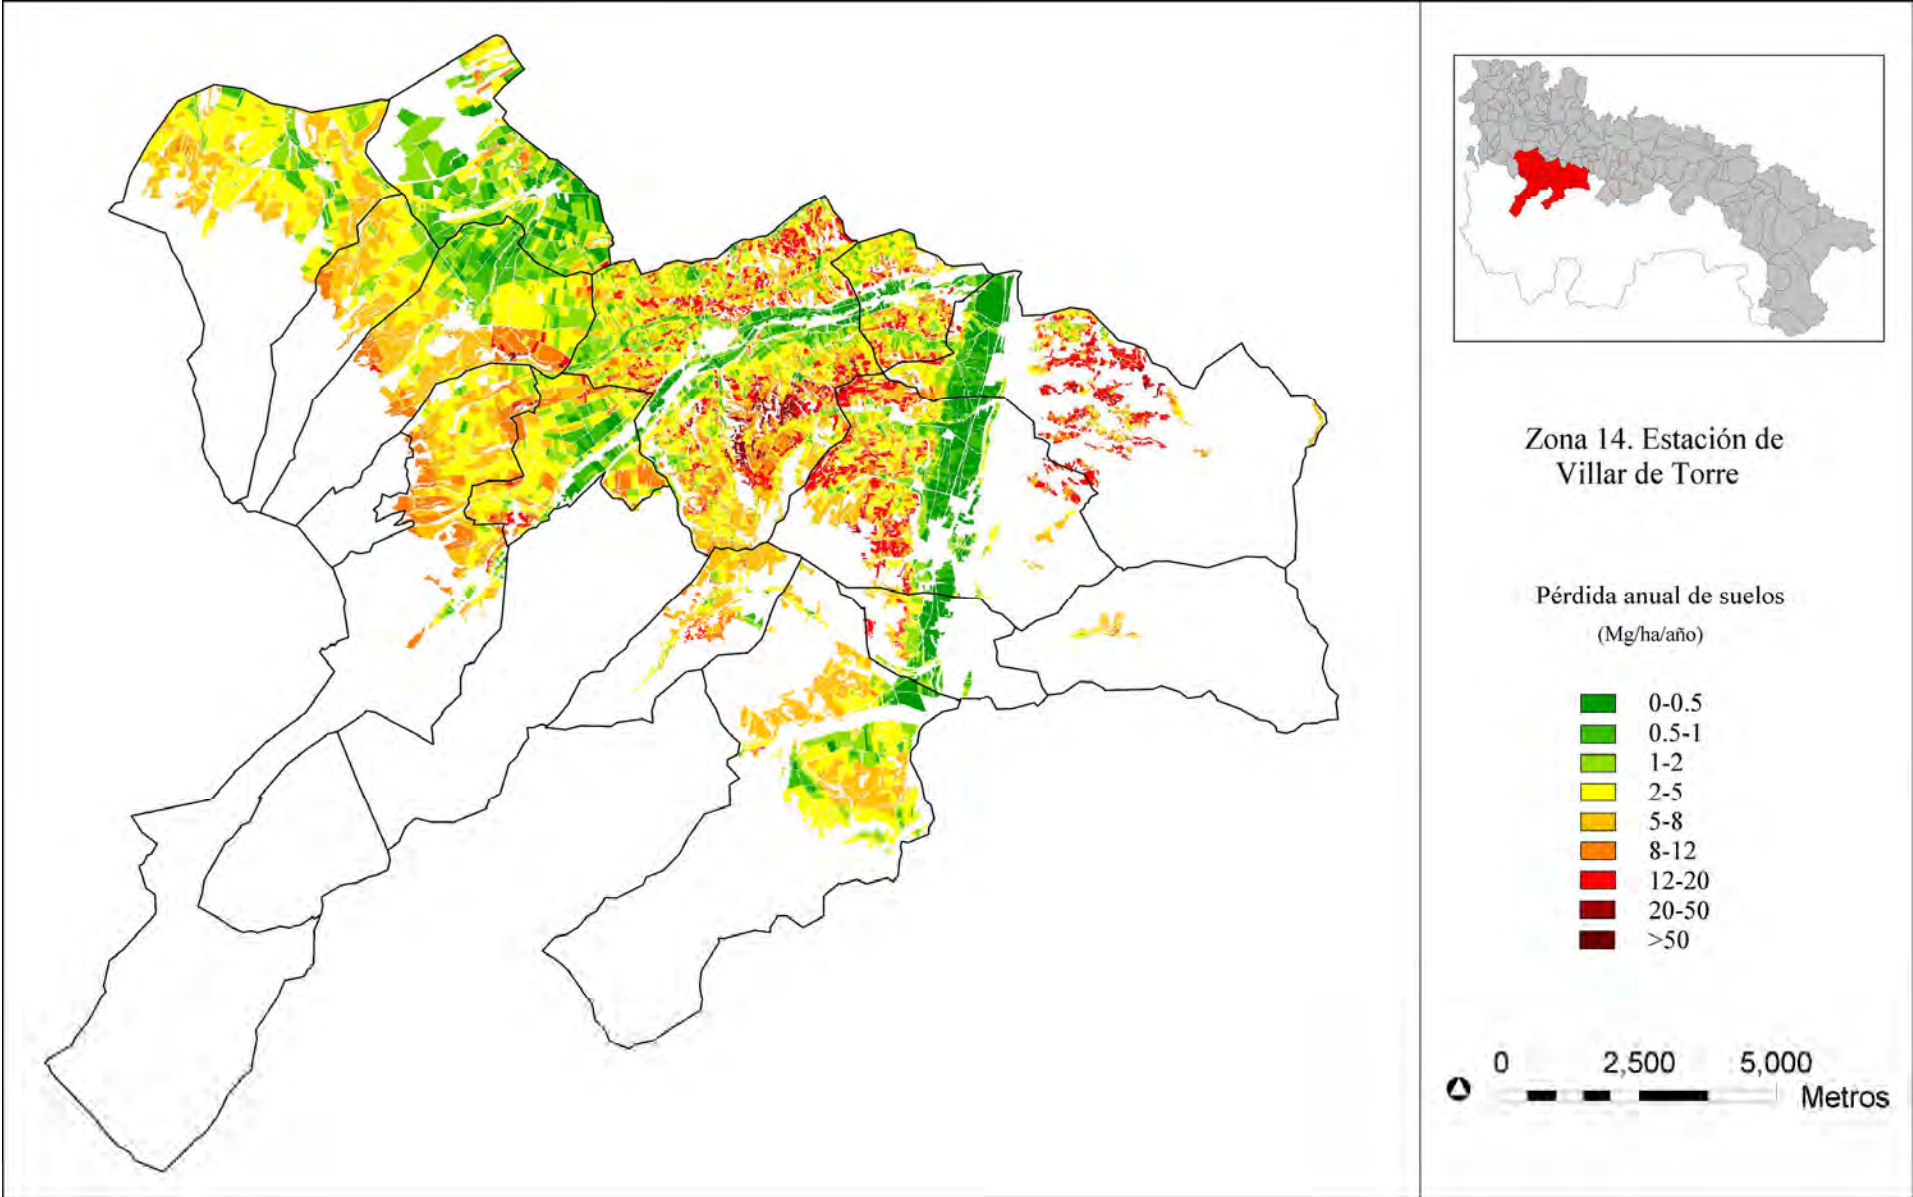 Zona 14. Estación de
Villar de Torre
Pérdida anual de suelos
(Mg/ha/año)
0-0.5
0.5-1
1-2
2-5
5-8
8-12
12-20
20-50
>50
0 2,500 5,000
Metros